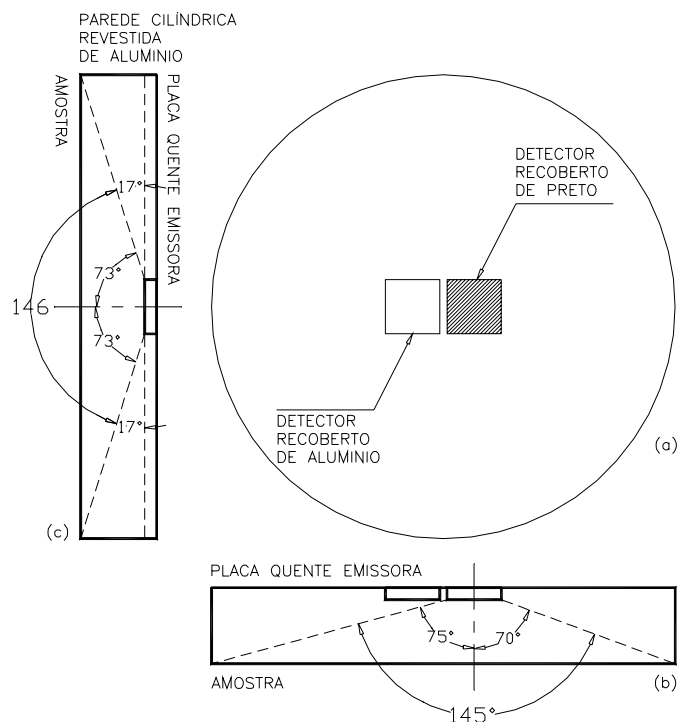 PAREDE CILÍNDRICA
REVESTIDA
DE ALUMINIO
AMOSTRA
PLACA QUENTE EMISSORA
17°
73°
146
73°
17°
(c)
DETECTOR
RECOBERTO
DE PRETO
DETECTOR
RECOBERTO
DE ALUMINIO
(a)
PLACA QUENTE EMISSORA
75°
70°
AMOSTRA
(b)
145°